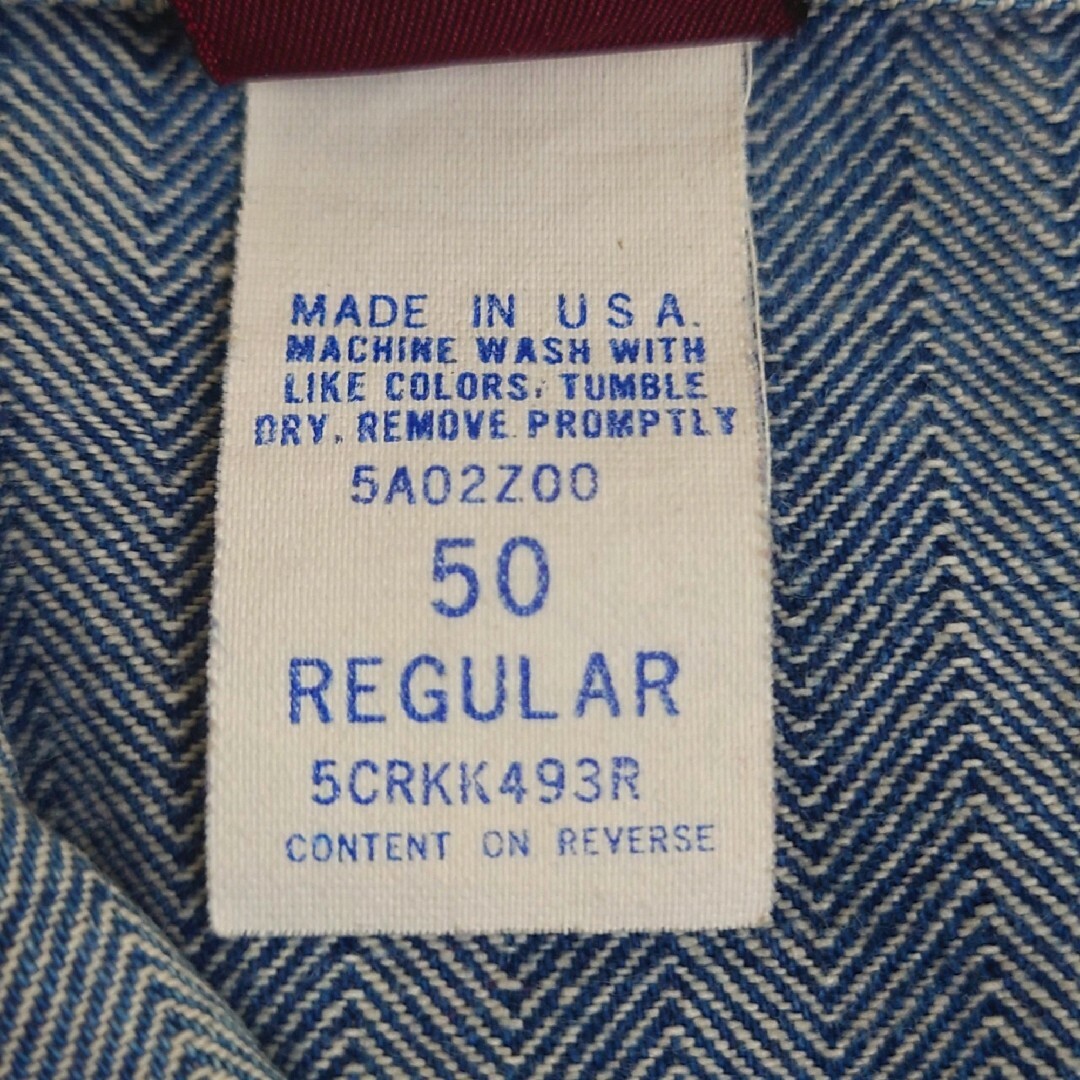 MADE IN U S A.
MACHINE WASH WITH
LIKE COLORS, TUMBLE
DRY, REMOVE PROMPTLY
5A02Z00
50
REGULAR
5CRKK493R
CONTENT ON REVERSE